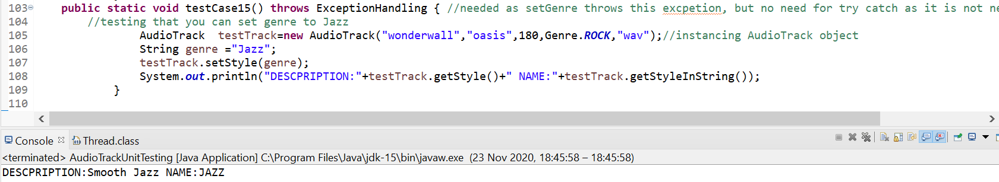 103 public static void testCase15() throws ExceptionHandling { //needed as setGenre throws this excpetion, but no need for try catch as it is not ne
104 //testing that you can set genre to Jazz
105 AudioTrack  testTrack=new AudioTrack("wonderwall","oasis",180,Genre.ROCK,"wav");//instancing AudioTrack object
106 String genre ="Jazz";
107 testTrack.setStyle(genre);
108 System.out.println("DESCPRIPTION:"+testTrack.getStyle()+" NAME:"+testTrack.getStyleInString());
109 }
110
Console Thread.class
<terminated> AudioTrackUnitTesting [Java Application] C:\Program Files\Java\jdk-15\bin\javaw.exe  (23 Nov 2020, 18:45:58 – 18:45:58)
DESCPRIPTION:Smooth Jazz NAME:JAZZ